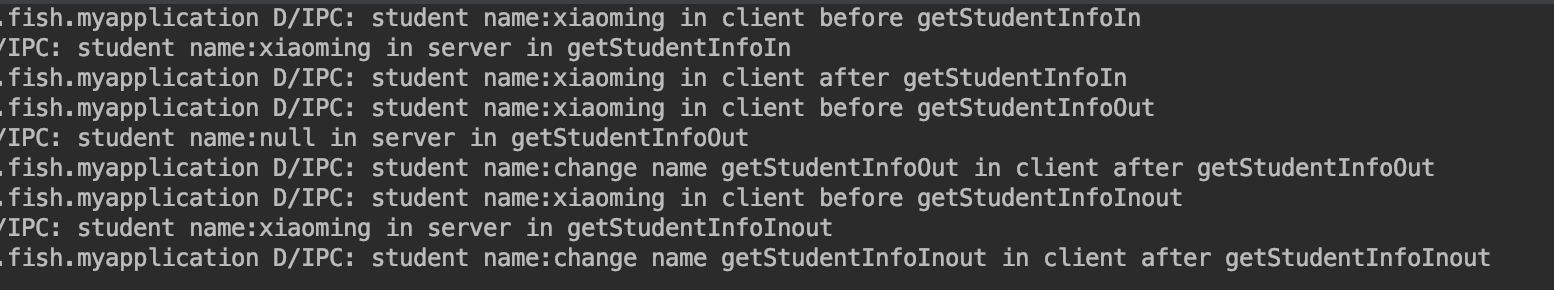 .fish.myapplication D/IPC: student name:xiaoming in client before getStudentInfoIn
/IPC: student name:xiaoming in server in getStudentInfoIn
.fish.myapplication D/IPC: student name:xiaoming in client after getStudentInfoIn
.fish.myapplication D/IPC: student name:xiaoming in client before getStudentInfoOut
/IPC: student name:null in server in getStudentInfoOut
.fish.myapplication D/IPC: student name:change name getStudentInfoOut in client after getStudentInfoOut
.fish.myapplication D/IPC: student name:xiaoming in client before getStudentInfoInout
/IPC: student name:xiaoming in server in getStudentInfoInout
.fish.myapplication D/IPC: student name:change name getStudentInfoInout in client after getStudentInfoInout